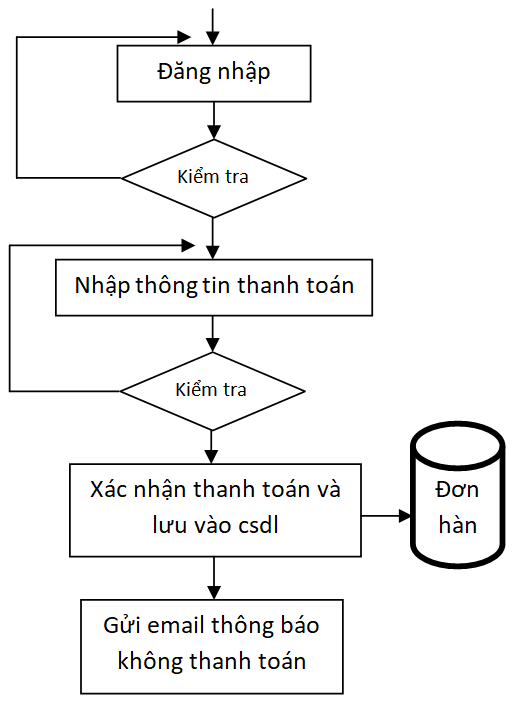 Đăng nhập
Kiểm tra
Nhập thông tin thanh toán
Kiểm tra
Xác nhận thanh toán và
lưu vào csdl
Đơn
hàn
Gửi email thông báo
không thanh toán